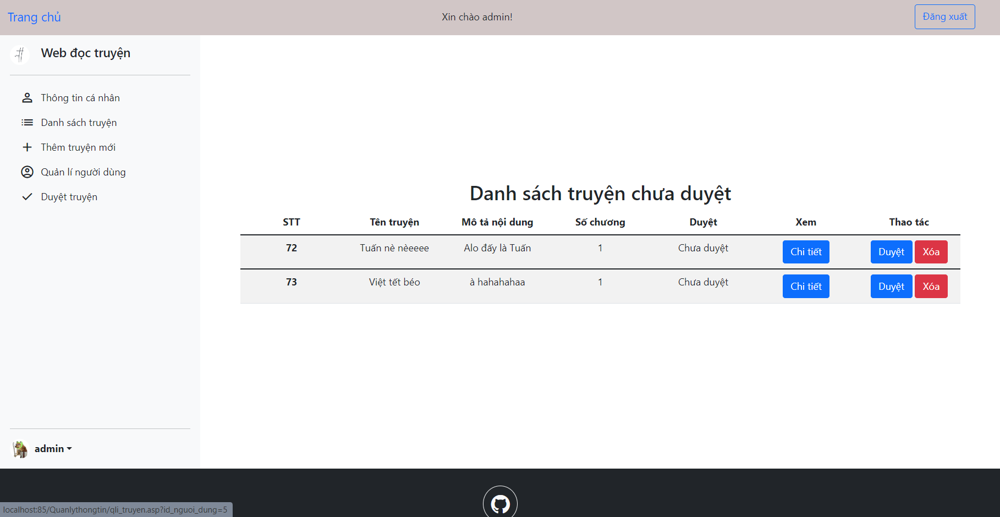 Trang chủ
Xin chào admin!
Đăng xuất
Web đọc truyện
Thông tin cá nhân
Danh sách truyện
Thêm truyện mới
Quản lí người dùng
Duyệt truyện
Danh sách truyện chưa duyệt
STT Tên truyện Mô tả nội dung Số chương Duyệt Xem Thao tác
72 Tuấn nè nèeeee Alo đấy là Tuấn 1 Chưa duyệt Chi tiết Duyệt Xóa
73 Việt tết béo à hahahahaa 1 Chưa duyệt Chi tiết Duyệt Xóa
admin
localhost:85/Quanlythongtin/qli_truyen.asp?id_nguoi_dung=5